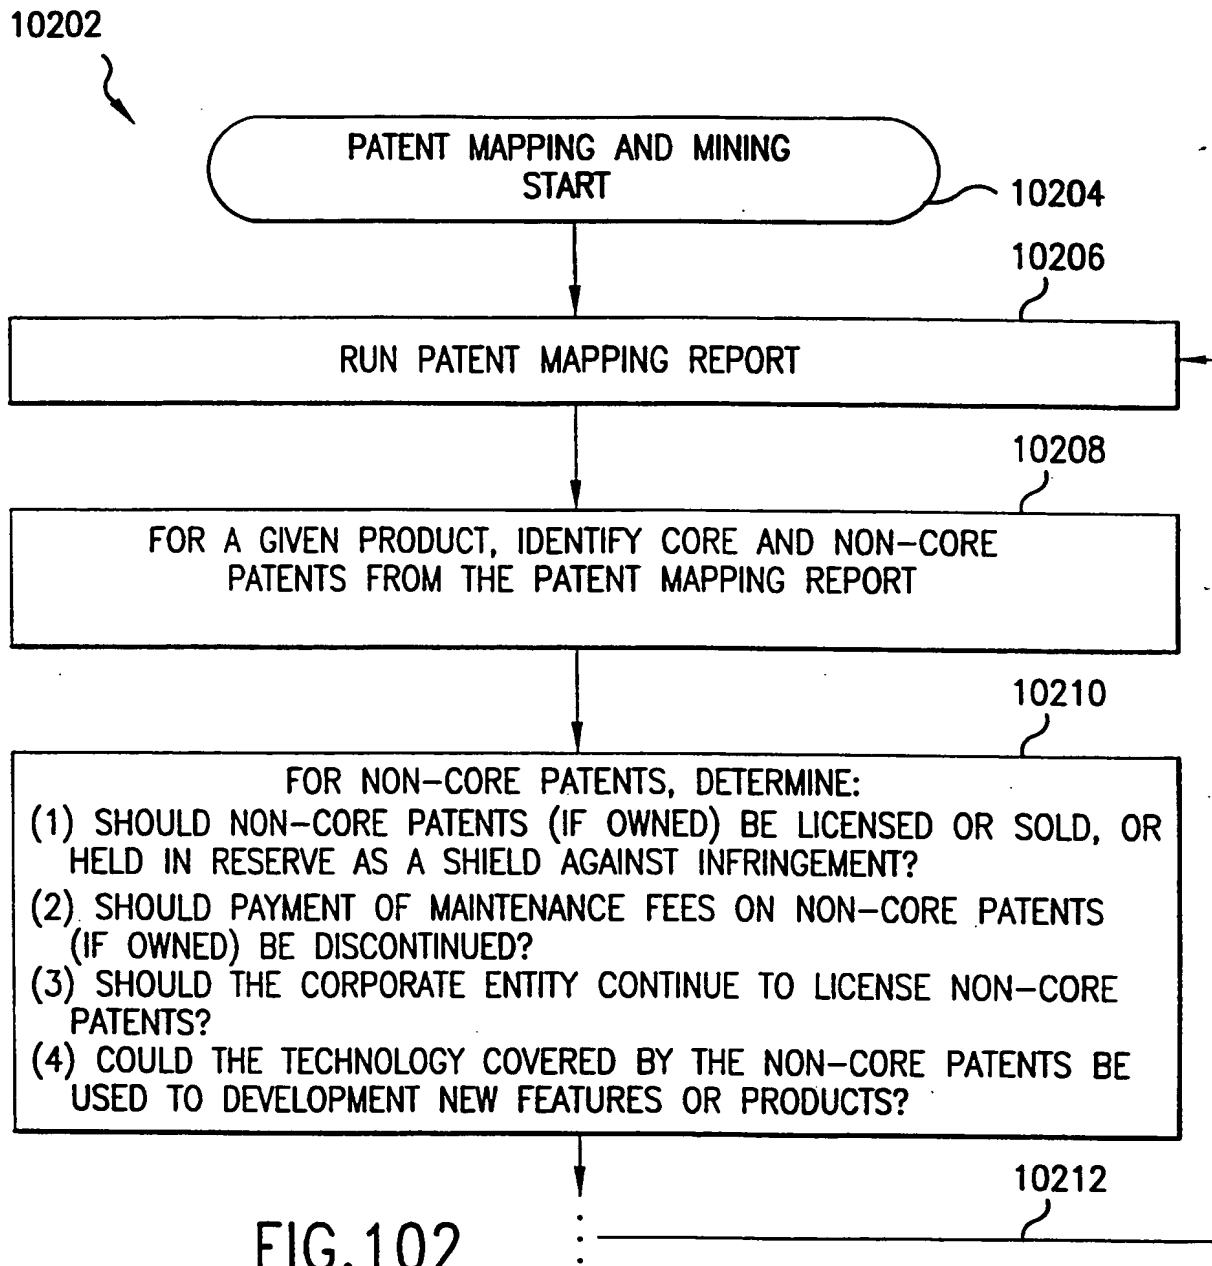 10202
PATENT MAPPING AND MINING
START
10204
10206
RUN PATENT MAPPING REPORT
10208
FOR A GIVEN PRODUCT, IDENTIFY CORE AND NON-CORE
PATENTS FROM THE PATENT MAPPING REPORT
10210
FOR NON-CORE PATENTS, DETERMINE:
(1) SHOULD NON-CORE PATENTS (IF OWNED) BE LICENSED OR SOLD, OR
HELD IN RESERVE AS A SHIELD AGAINST INFRINGEMENT?
(2) SHOULD PAYMENT OF MAINTENANCE FEES ON NON-CORE PATENTS
(IF OWNED) BE DISCONTINUED?
(3) SHOULD THE CORPORATE ENTITY CONTINUE TO LICENSE NON-CORE
PATENTS?
(4) COULD THE TECHNOLOGY COVERED BY THE NON-CORE PATENTS BE
USED TO DEVELOPMENT NEW FEATURES OR PRODUCTS?
10212
FIG.102